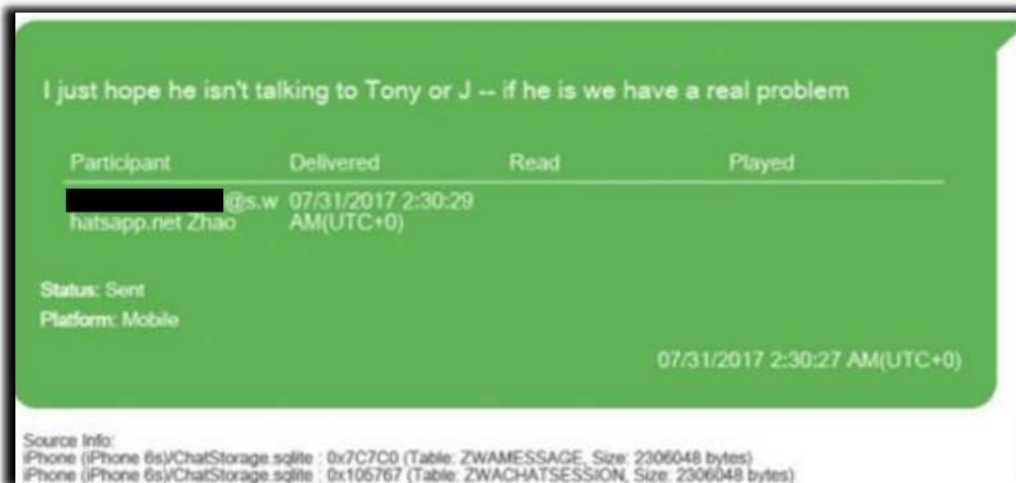 I just hope he isn't talking to Tony or J -- if he is we have a real problem
Participant Delivered Read Played
@s.w 07/31/2017 2:30:29
hatsapp.net Zhao AM(UTC+0)
Status: Sent
Platform: Mobile
07/31/2017 2:30:27 AM(UTC+0)
Source Info:
iPhone (iPhone 6s)/ChatStorage.sqlite : 0x7C7C0 (Table: ZWAMESSAGE, Size: 2306048 bytes)
iPhone (iPhone 6s)/ChatStorage.sqlite : 0x105767 (Table: ZWACHATSESSION, Size: 2306048 bytes)